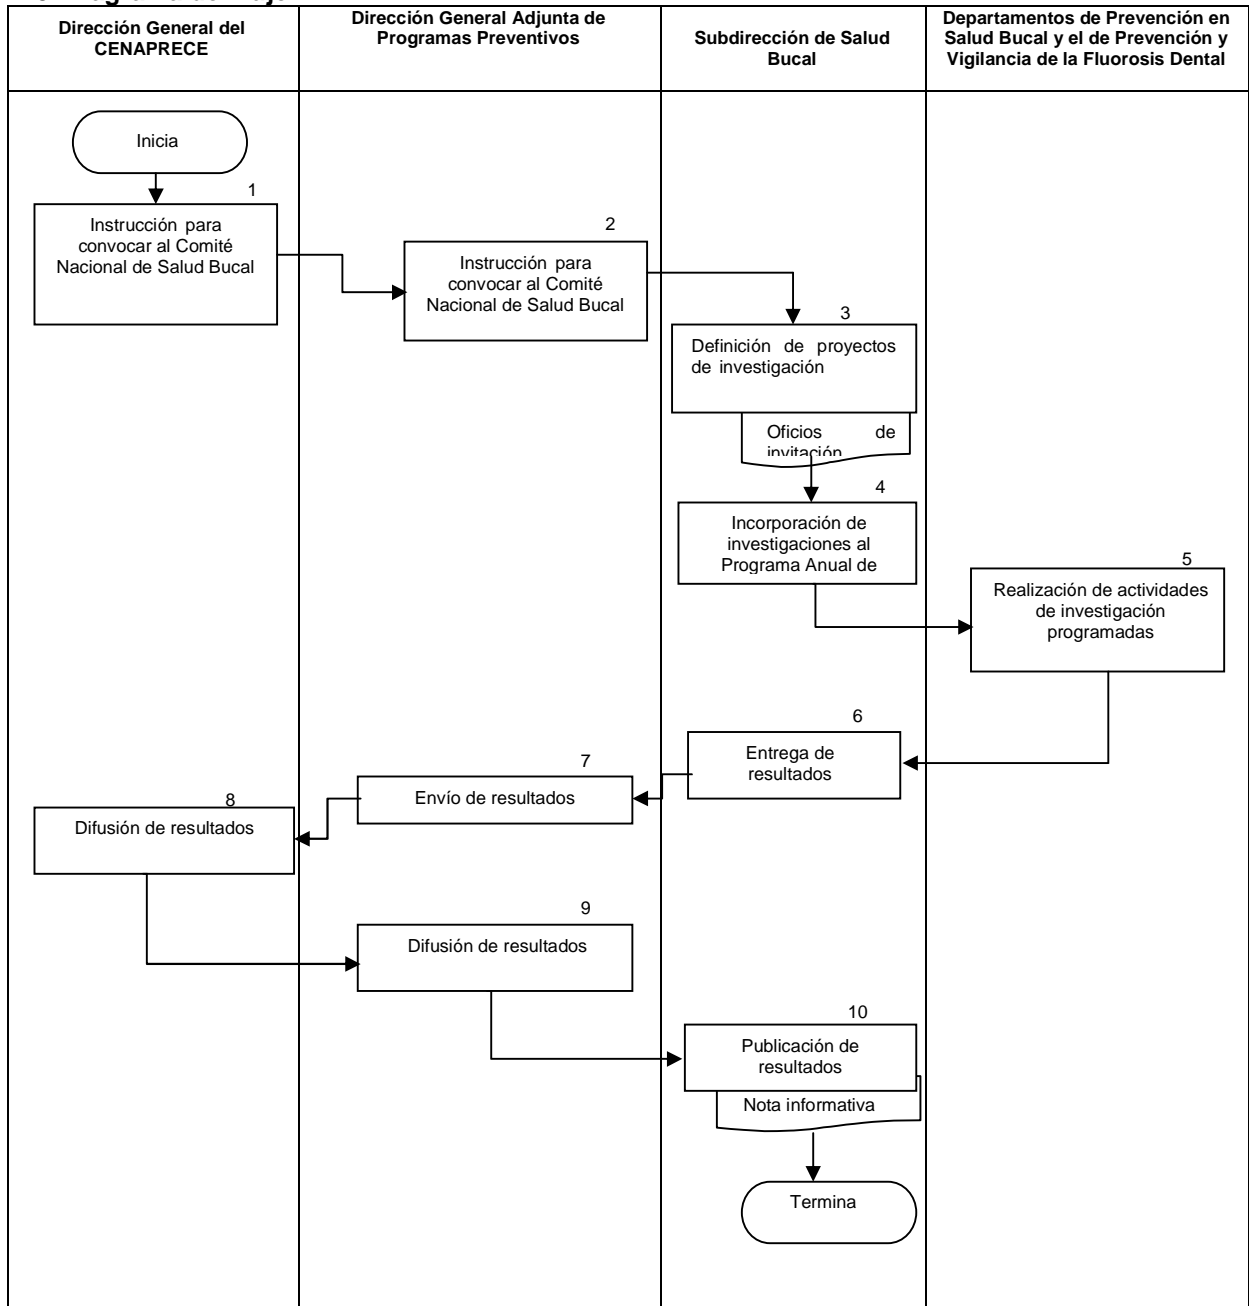 Dirección General del
CENAPRECE
Dirección General Adjunta de
Programas Preventivos
Subdirección de Salud
Bucal
Departamentos de Prevención en
Salud Bucal y el de Prevención y
Vigilancia de la Fluorosis Dental
Inicia
1
Instrucción para
convocar al Comité
Nacional de Salud Bucal
2
Instrucción para
convocar al Comité
Nacional de Salud Bucal
3
Definición de proyectos
de investigación
Oficios de
invitación
4
Incorporación de
investigaciones al
Programa Anual de
5
Realización de actividades
de investigación
programadas
6
Entrega de
resultados
7
Envío de resultados
8
Difusión de resultados
9
Difusión de resultados
10
Publicación de
resultados
Nota informativa
Termina